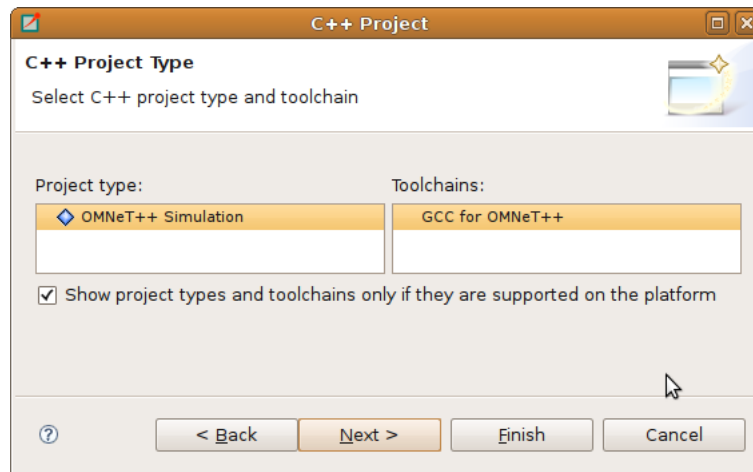 C++ Project
C++ Project Type
Select C++ project type and toolchain
Project type:
Toolchains:
OMNeT++ Simulation
GCC for OMNeT++
Show project types and toolchains only if they are supported on the platform
?
< Back
Next >
Finish
Cancel